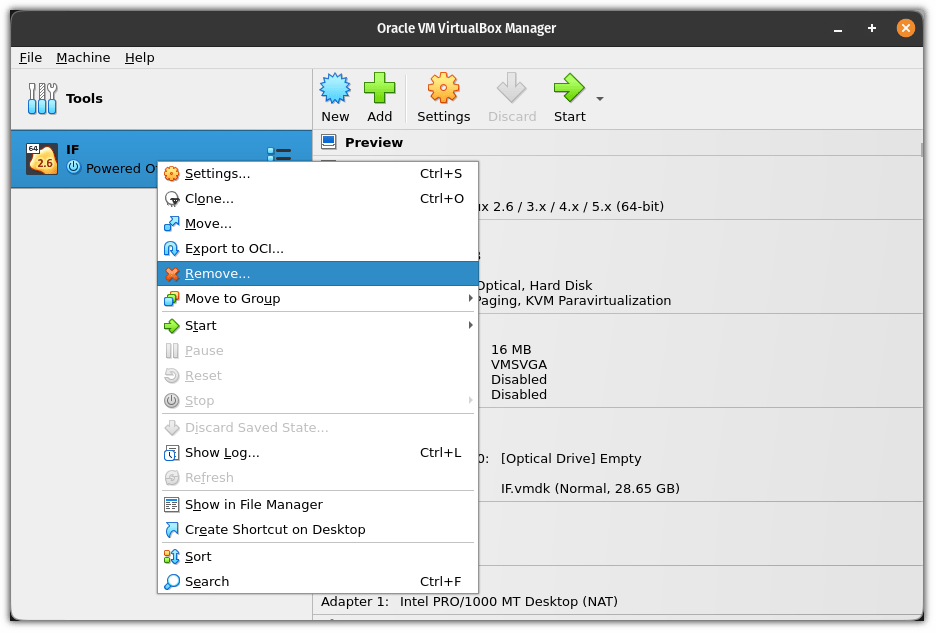 Oracle VM VirtualBox Manager
File Machine Help
Tools
New Add Settings Discard Start
Preview
64
2.6
IF
Powered O
Settings... Ctrl+S
Clone... Ctrl+O
Move...
Export to OCI...
Remove...
Move to Group
Start
Pause
Reset
Stop
Discard Saved State...
Show Log... Ctrl+L
Refresh
Show in File Manager
Create Shortcut on Desktop
Sort
Search Ctrl+F
ux 2.6 / 3.x / 4.x / 5.x (64-bit)
Optical, Hard Disk
Paging, KVM Paravirtualization
16 MB
VMSVGA
Disabled
Disabled
0: [Optical Drive] Empty
IF.vmdk (Normal, 28.65 GB)
Adapter 1: Intel PRO/1000 MT Desktop (NAT)